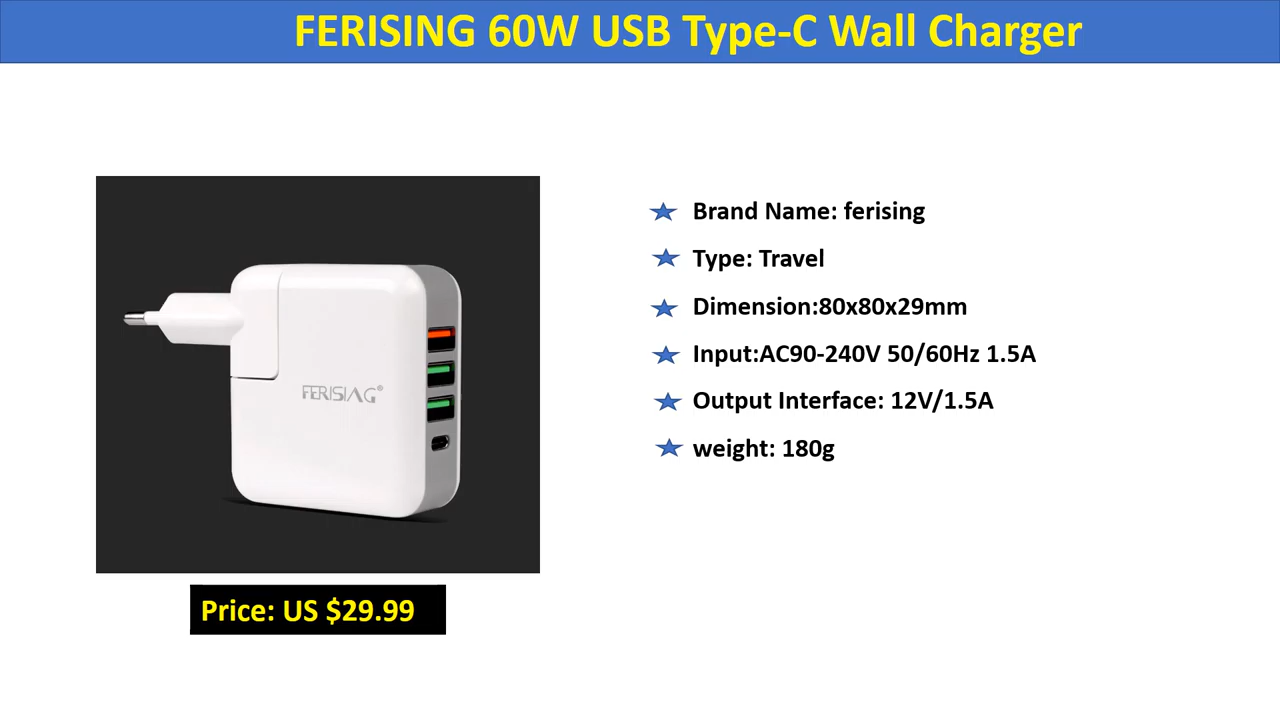 FERISING 60W USB Type-C Wall Charger
FERISIAG®
Brand Name: ferising
Type: Travel
Dimension:80x80x29mm
Input:AC90-240V 50/60Hz 1.5A
Output Interface: 12V/1.5A
weight: 180g
Price: US $29.99